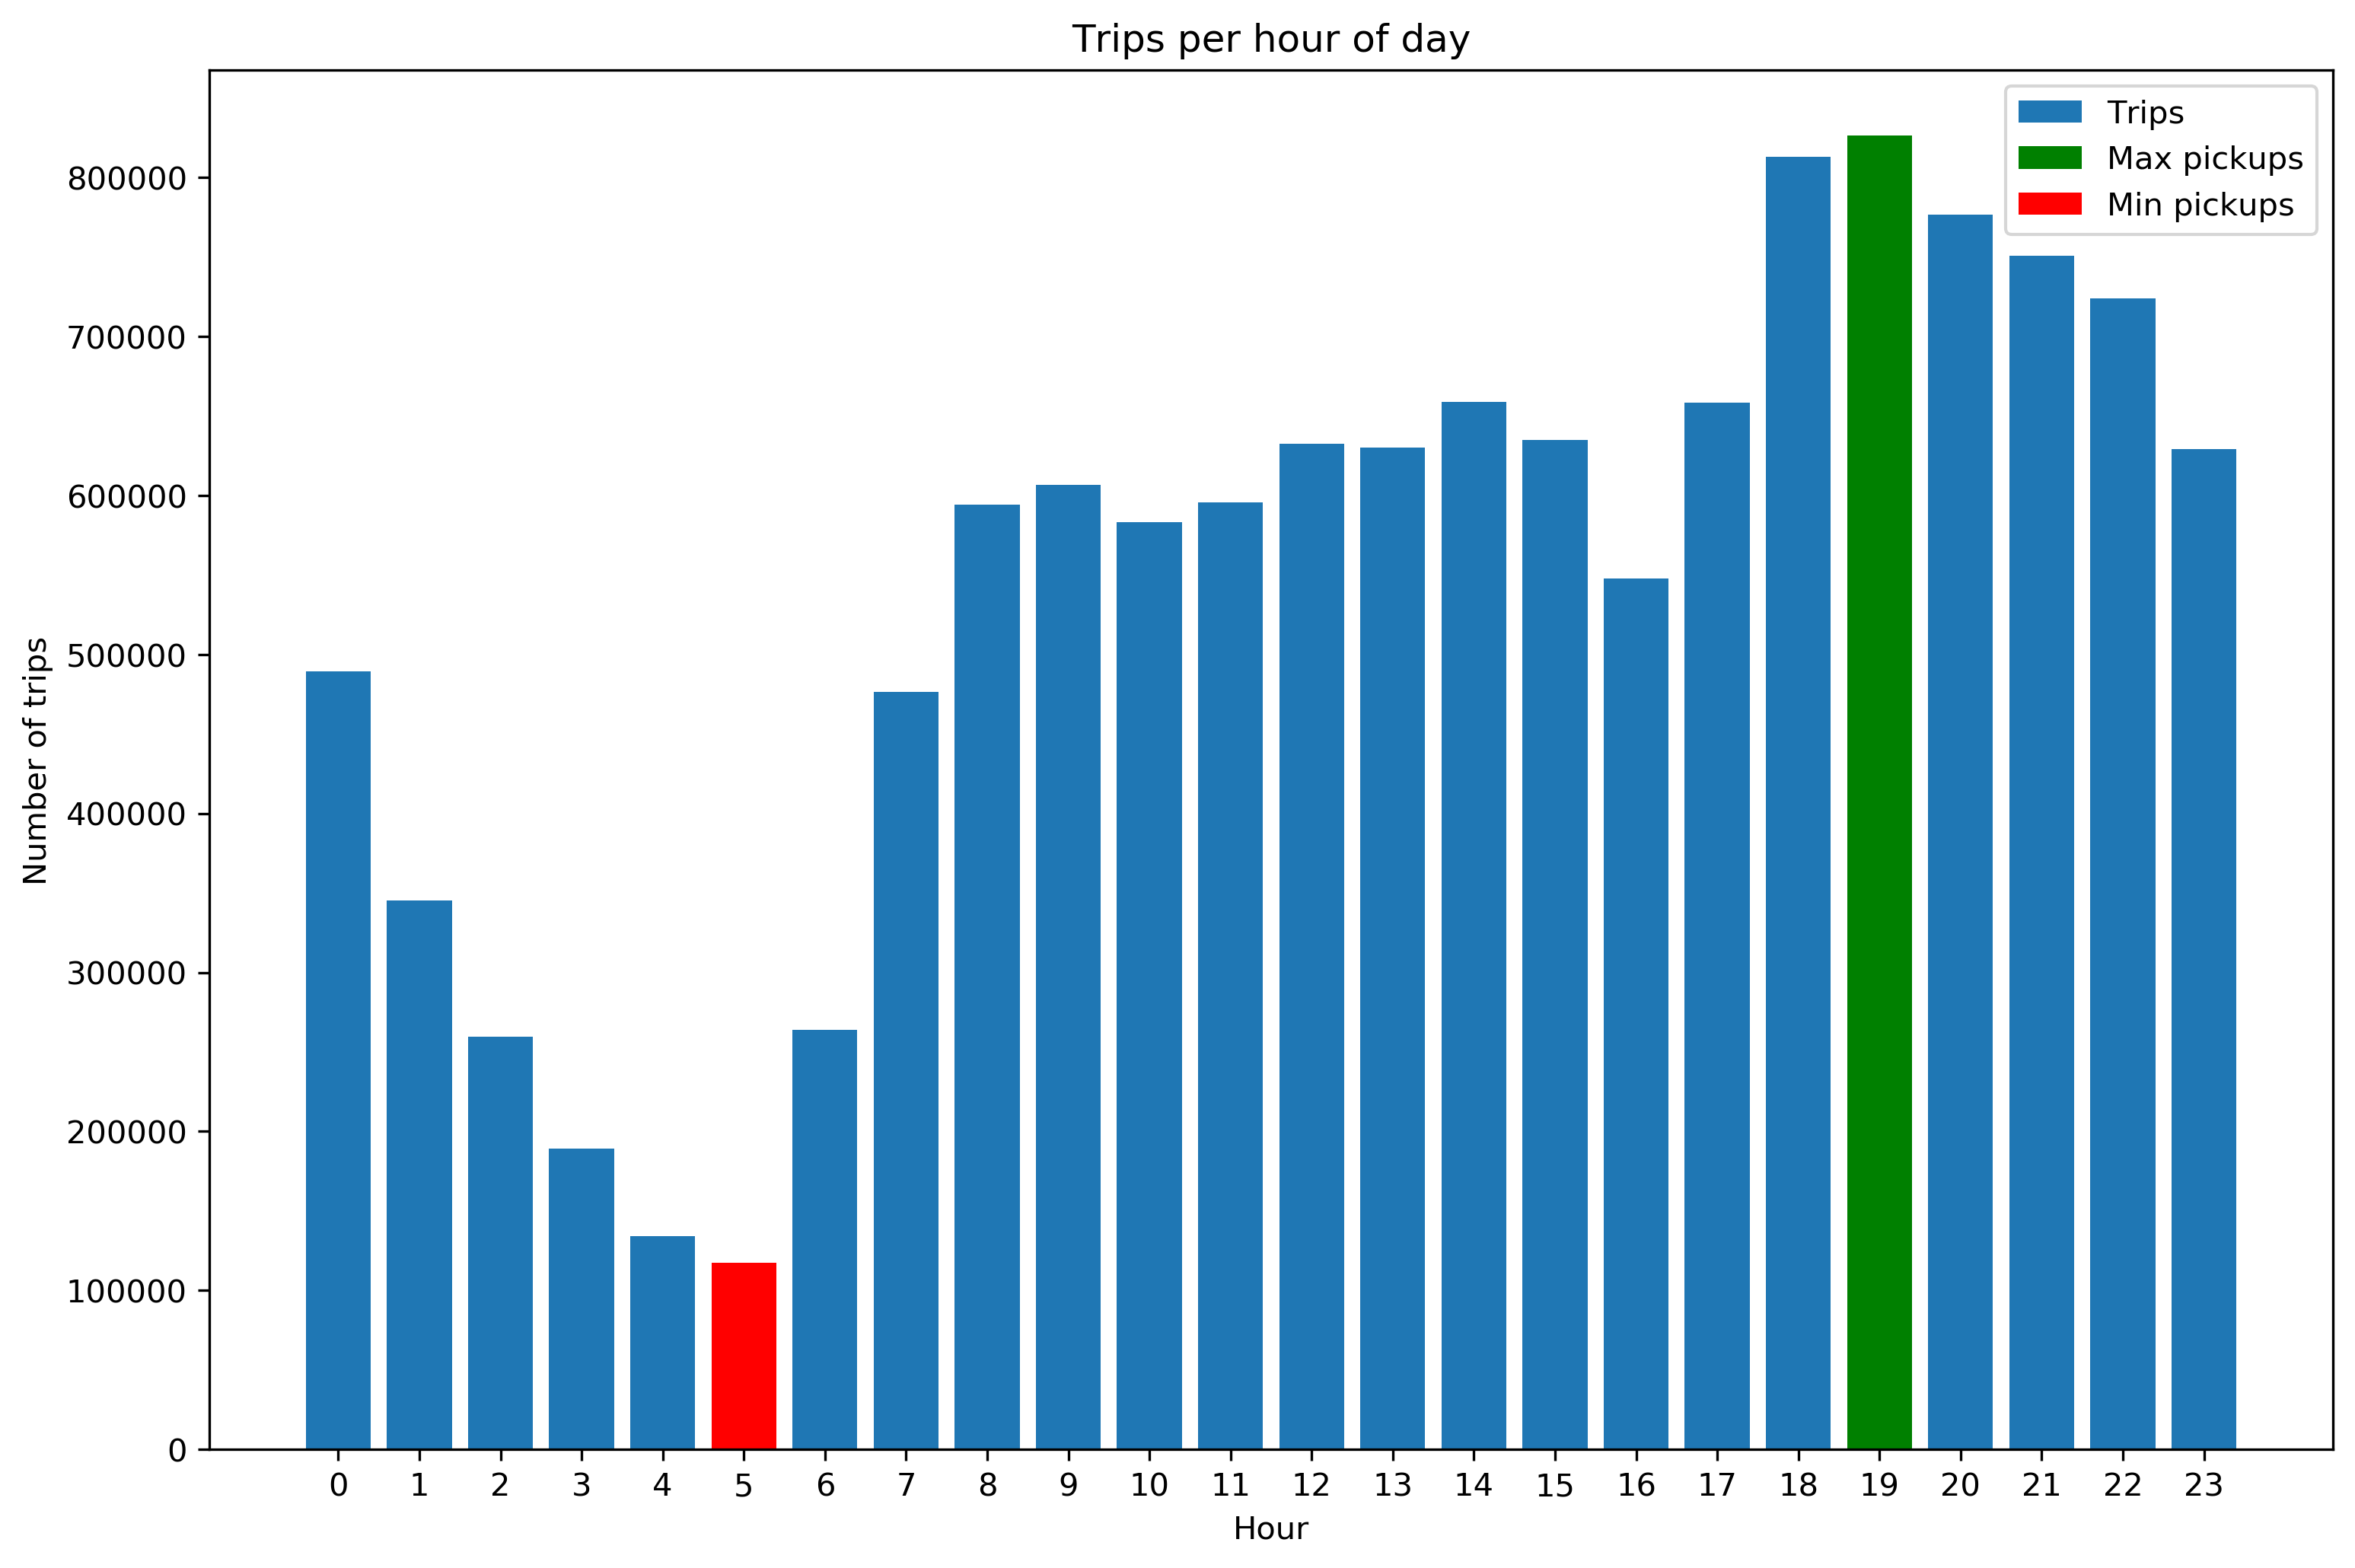 Trips per hour of day
Trips
Max pickups
Min pickups
800000
700000
600000
500000
400000
300000
200000
100000
0
Number of trips
0 1 2 3 4 5 6 7 8 9 10 11 12 13 14 15 16 17 18 19 20 21 22 23
Hour